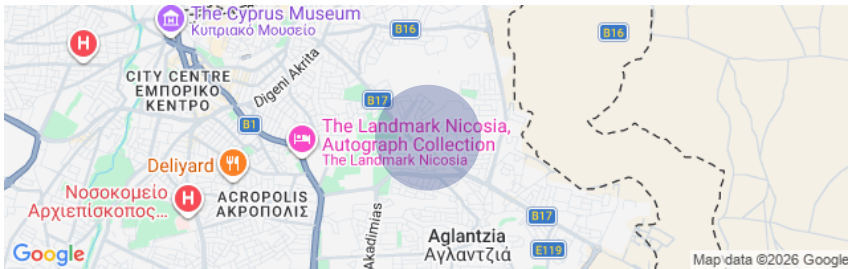 The Cyprus Museum
Κυπριακό Μουσείο
B16
B16
H
CITY CENTRE
ΕΜΠΟΡΙΚΟ
ΚΕΝΤΡΟ
Digeni Akrita
B17
B1
The Landmark Nicosia,
Autograph Collection
The Landmark Nicosia
Deliyard
Νοσοκομείο
Αρχιεπίσκοπος...
H
ACROPOLIS
ΑΚΡΟΠΟΛΙΣ
Akadimias
B17
Aglantzia
Αγλαντζιά
E119
Google
Map data ©2026 Google